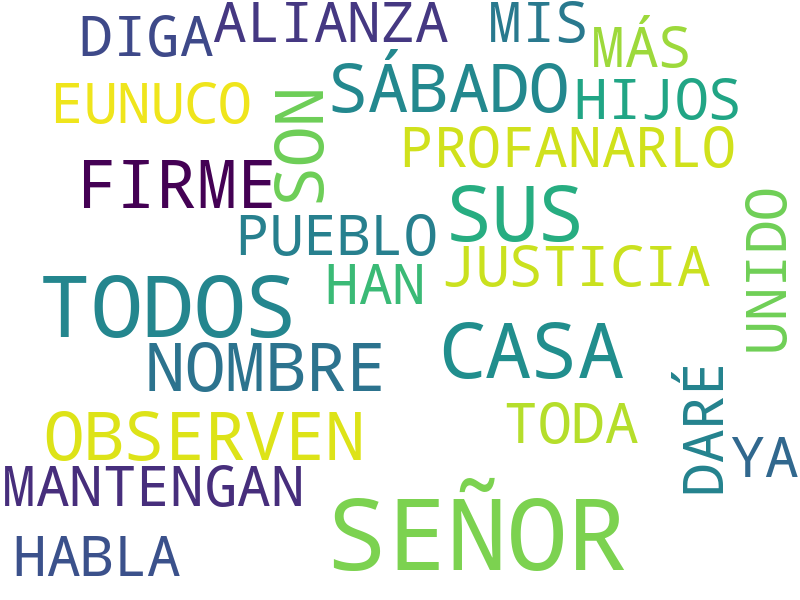 DIGA ALIANZA MIS
MÁS
EUNUCO SÁBADO HIJOS
SON
PROFANARLO
FIRME
SUS
PUEBLO
UNIDO
HAN JUSTICIA
TODOS
NOMBRE CASA
DARÉ
OBSERVEN TODA
YA
MANTENGAN
SEÑOR
HABLA